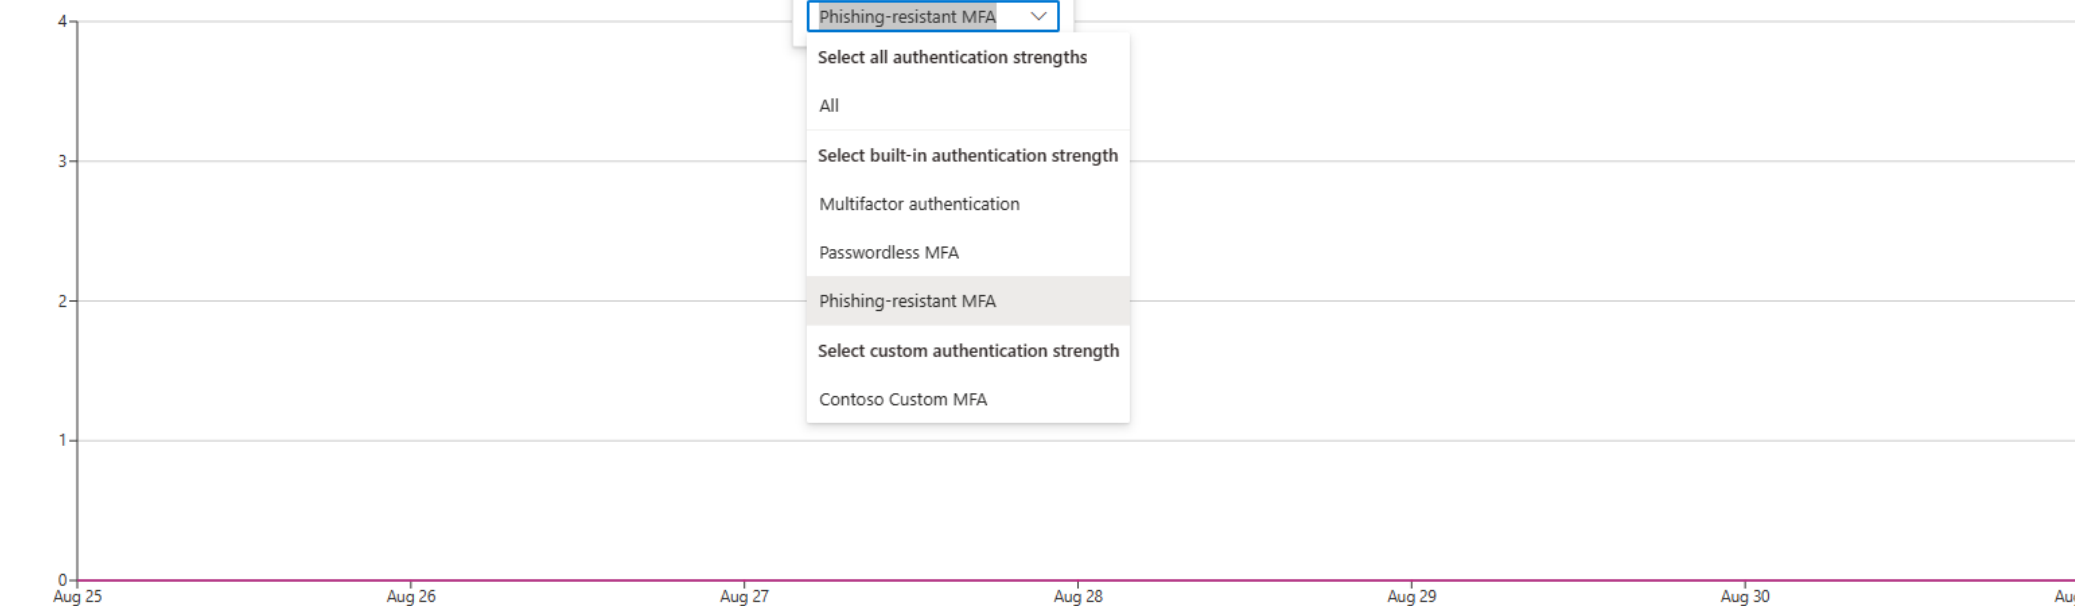 Phishing-resistant MFA
Select all authentication strengths
All
Select built-in authentication strength
Multifactor authentication
Passwordless MFA
Phishing-resistant MFA
Select custom authentication strength
Contoso Custom MFA
4
3
2
1
0
Aug 25 Aug 26 Aug 27 Aug 28 Aug 29 Aug 30